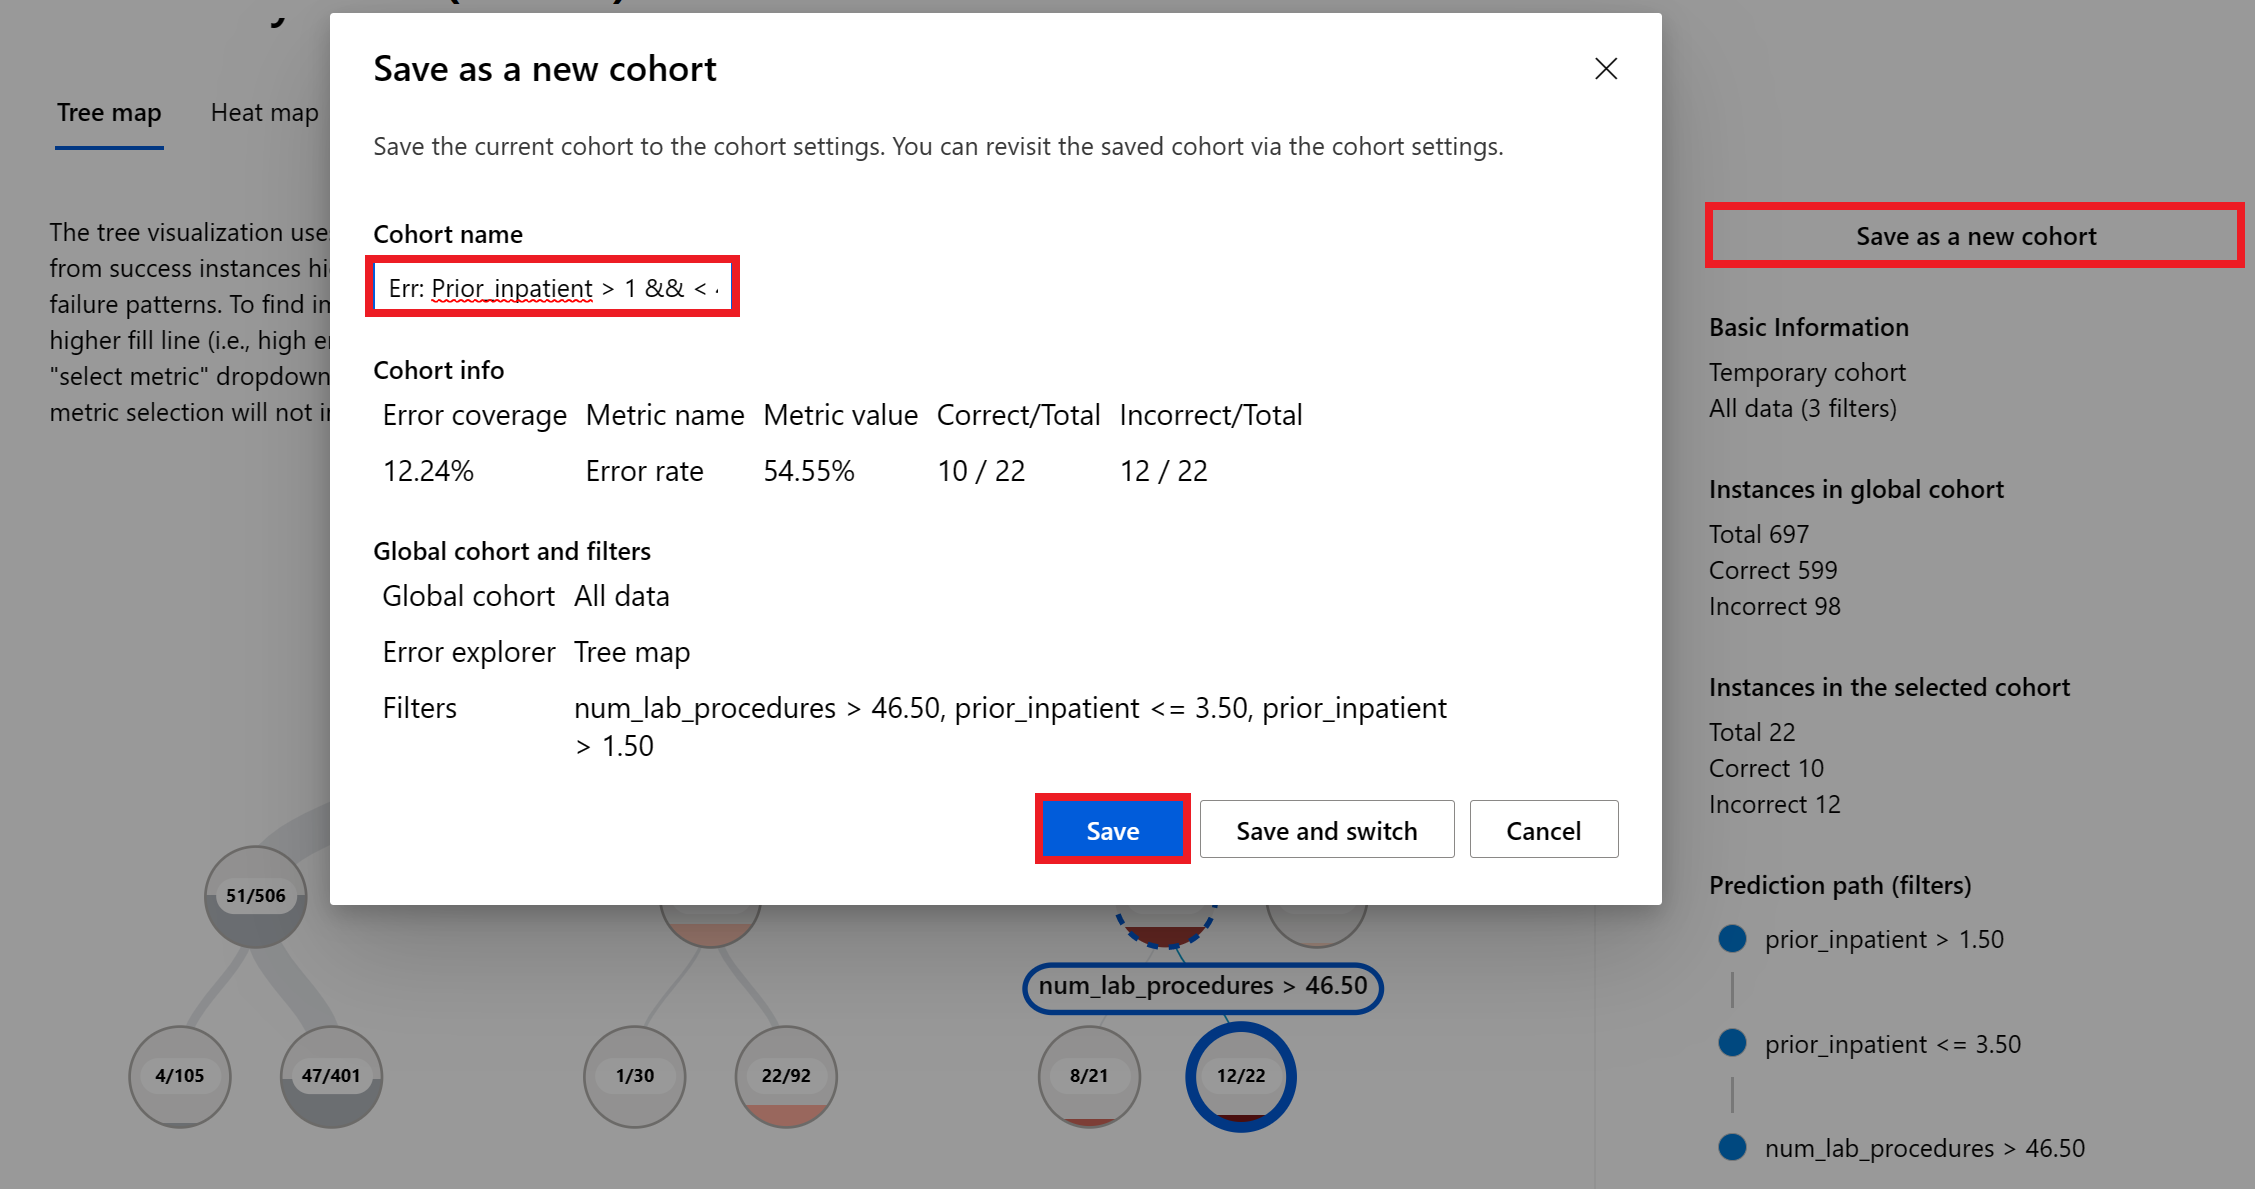 Save as a new cohort
Tree map
Heat map
Save the current cohort to the cohort settings. You can revisit the saved cohort via the cohort settings.
The tree visualization
from success instances
failure patterns. To find
higher fill line (i.e., high
"select metric" dropdown
metric selection will not
Cohort name
Err: Prior_inpatient > 1 && <
Cohort info
Error coverage Metric name Metric value Correct/Total Incorrect/Total
12.24% Error rate 54.55% 10 / 22 12 / 22
Global cohort and filters
Global cohort All data
Error explorer Tree map
Filters num_lab_procedures > 46.50, prior_inpatient <= 3.50, prior_inpatient
> 1.50
Save
Save and switch
Cancel
51/506
num_lab_procedures > 46.50
4/105
47/401
1/30
22/92
8/21
12/22
Save as a new cohort
Basic Information
Temporary cohort
All data (3 filters)
Instances in global cohort
Total 697
Correct 599
Incorrect 98
Instances in the selected cohort
Total 22
Correct 10
Incorrect 12
Prediction path (filters)
prior_inpatient > 1.50
prior_inpatient <= 3.50
num_lab_procedures > 46.50